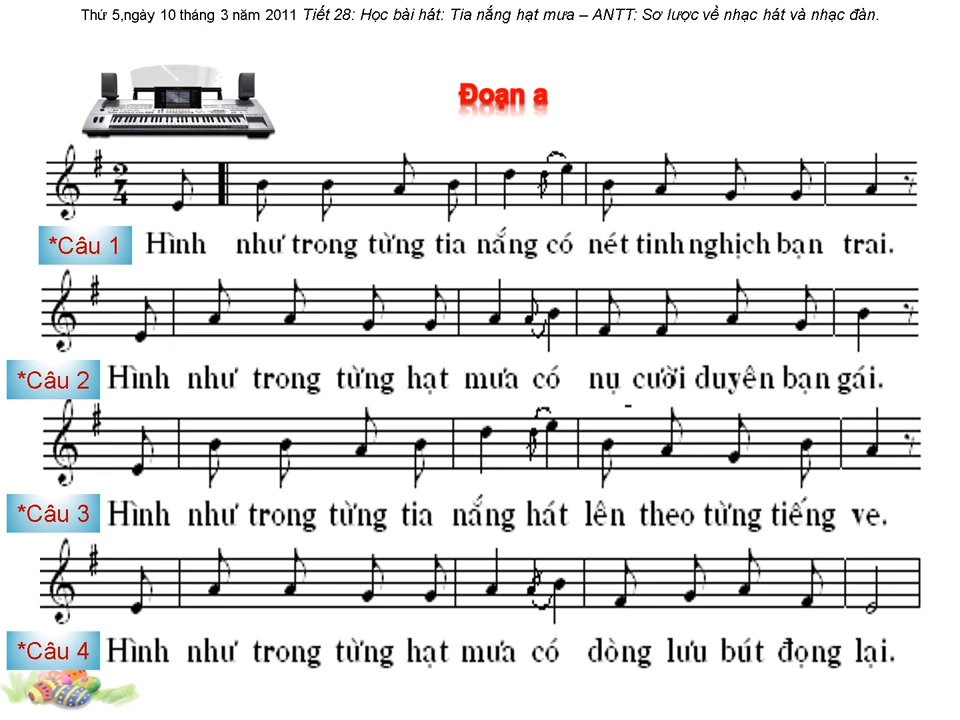 Thứ 5,ngày 10 tháng 3 năm 2011 Tiết 28: Học bài hát: Tia nắng hạt mưa – ANTT: Sơ lược về nhạc hát và nhạc đàn.
Đoạn a
2
4
*Câu 1 Hình như trong từng tia nắng có nét tinh nghịch bạn trai.
*Câu 2 Hình như trong từng hạt mưa có nụ cười duyên bạn gái.
*Câu 3 Hình như trong từng tia nắng hát lên theo từng tiếng ve.
*Câu 4 Hình như trong từng hạt mưa có dòng lưu bút đọng lại.